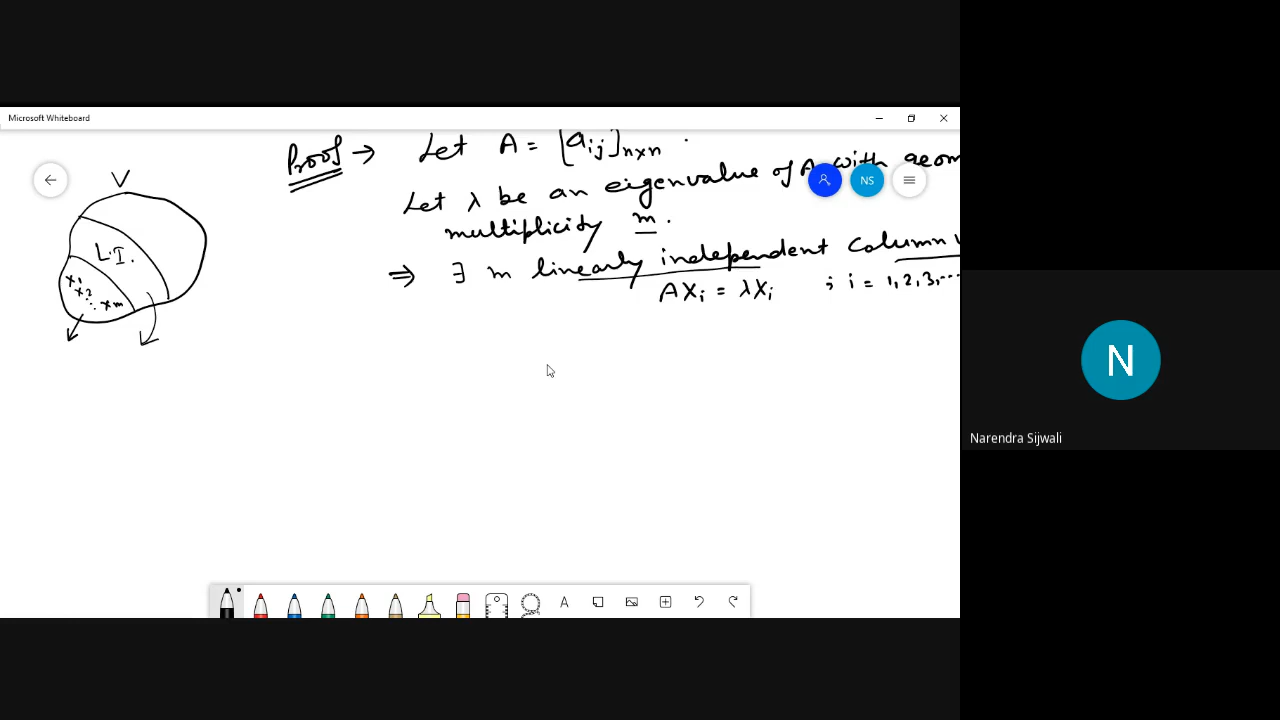 Microsoft Whiteboard
Proof → Let A = [aij]n×n .
Let λ be an eigenvalue of A with
multiplicity m .
⇒ ∃ m linearly independent column
AXi = λXi ; i = 1, 2, 3, ...
V
L.I.
x1
x2
... xm
NS
A
N
Narendra Sijwali